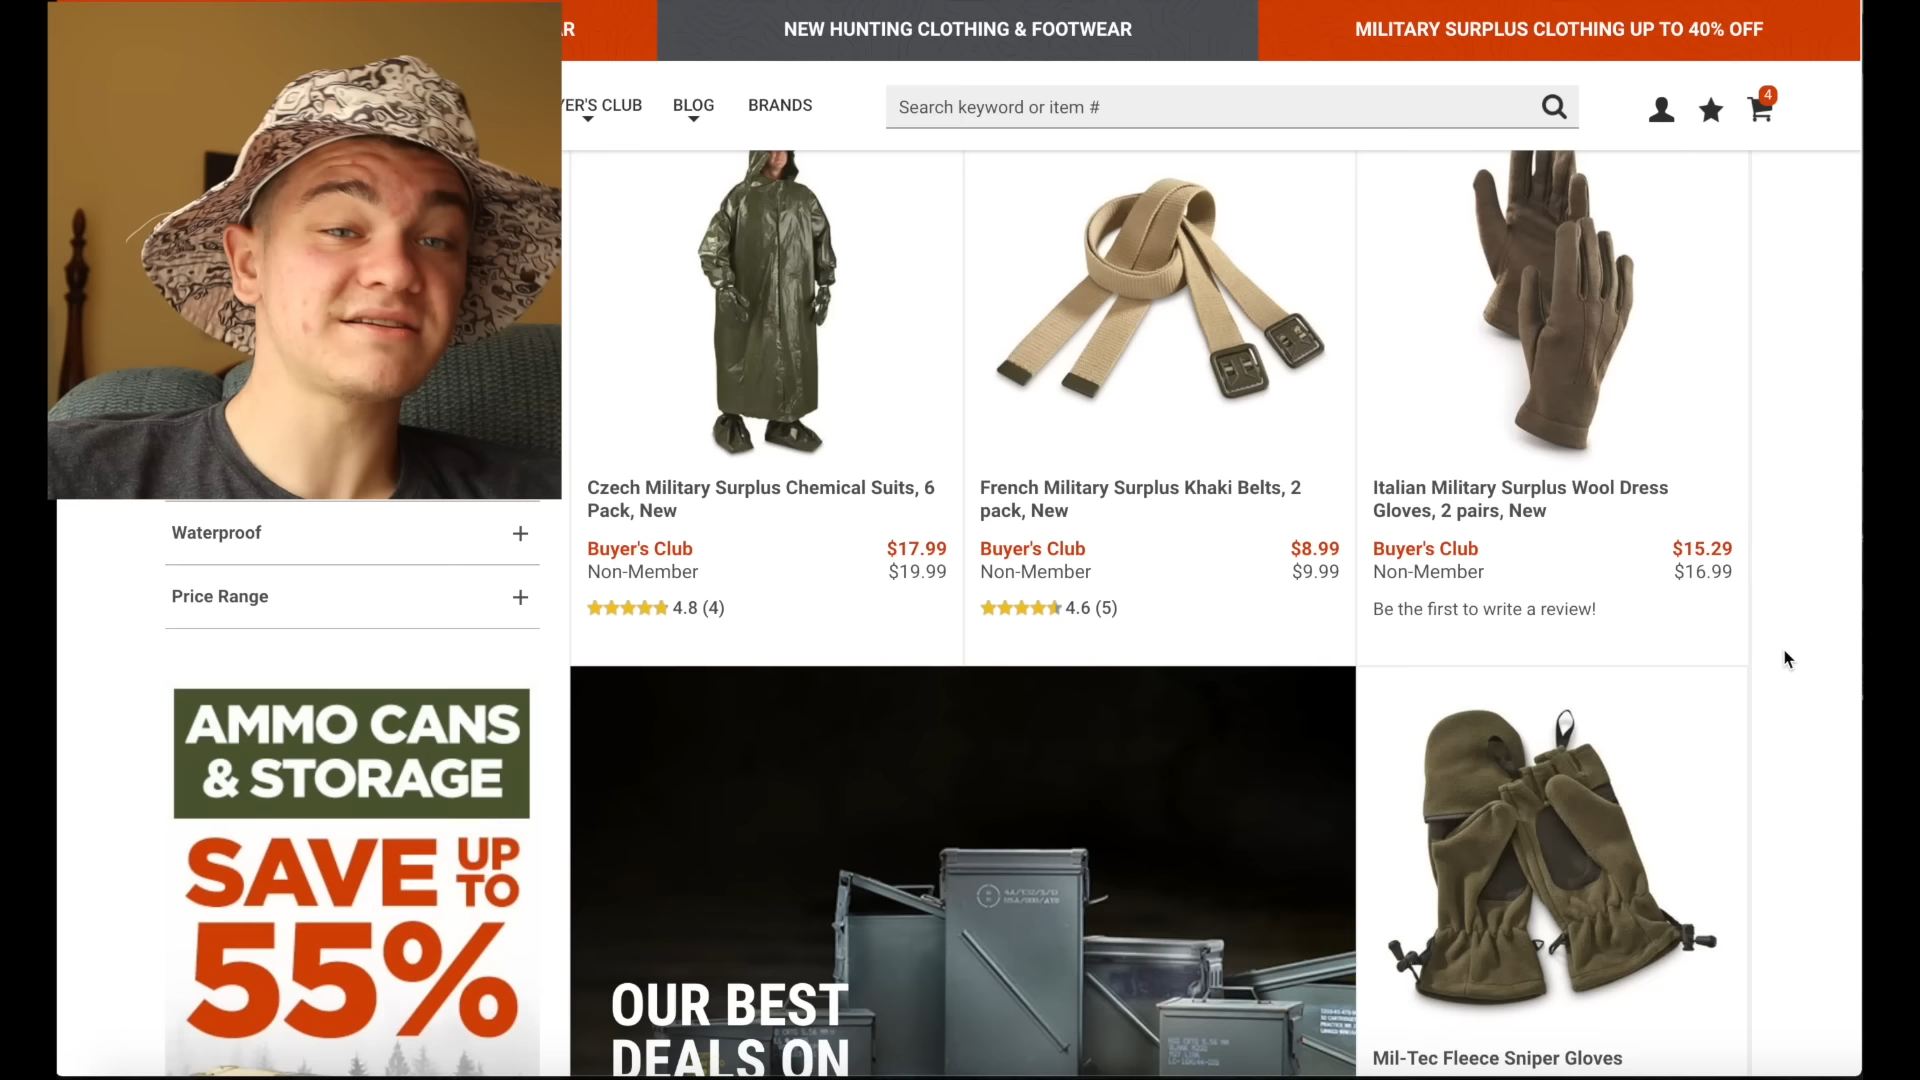 R
NEW HUNTING CLOTHING & FOOTWEAR
MILITARY SURPLUS CLOTHING UP TO 40% OFF
YER'S CLUB
BLOG
BRANDS
Search keyword or item #
4
Czech Military Surplus Chemical Suits, 6
Pack, New
Buyer's Club $17.99
Non-Member $19.99
4.8 (4)
French Military Surplus Khaki Belts, 2
pack, New
Buyer's Club $8.99
Non-Member $9.99
4.6 (5)
Italian Military Surplus Wool Dress
Gloves, 2 pairs, New
Buyer's Club $15.29
Non-Member $16.99
Be the first to write a review!
Waterproof
Price Range
AMMO CANS
& STORAGE
SAVE UP TO
55%
OUR BEST
DEALS ON
Mil-Tec Fleece Sniper Gloves